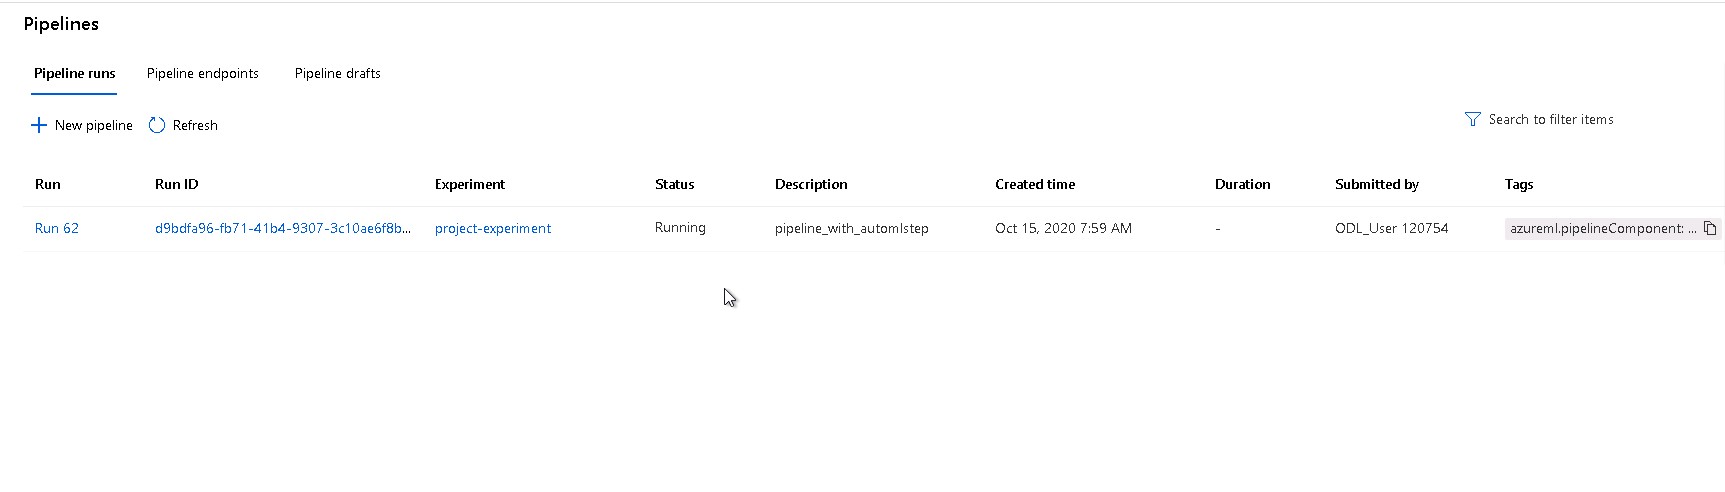 Pipelines
Pipeline runs Pipeline endpoints Pipeline drafts
New pipeline Refresh Search to filter items
Run Run ID Experiment Status Description Created time Duration Submitted by Tags
Run 62 d9bdfa96-fb71-41b4-9307-3c10ae6f8b... project-experiment Running pipeline_with_automlstep Oct 15, 2020 7:59 AM - ODL_User 120754 azureml.pipelineComponent: ...